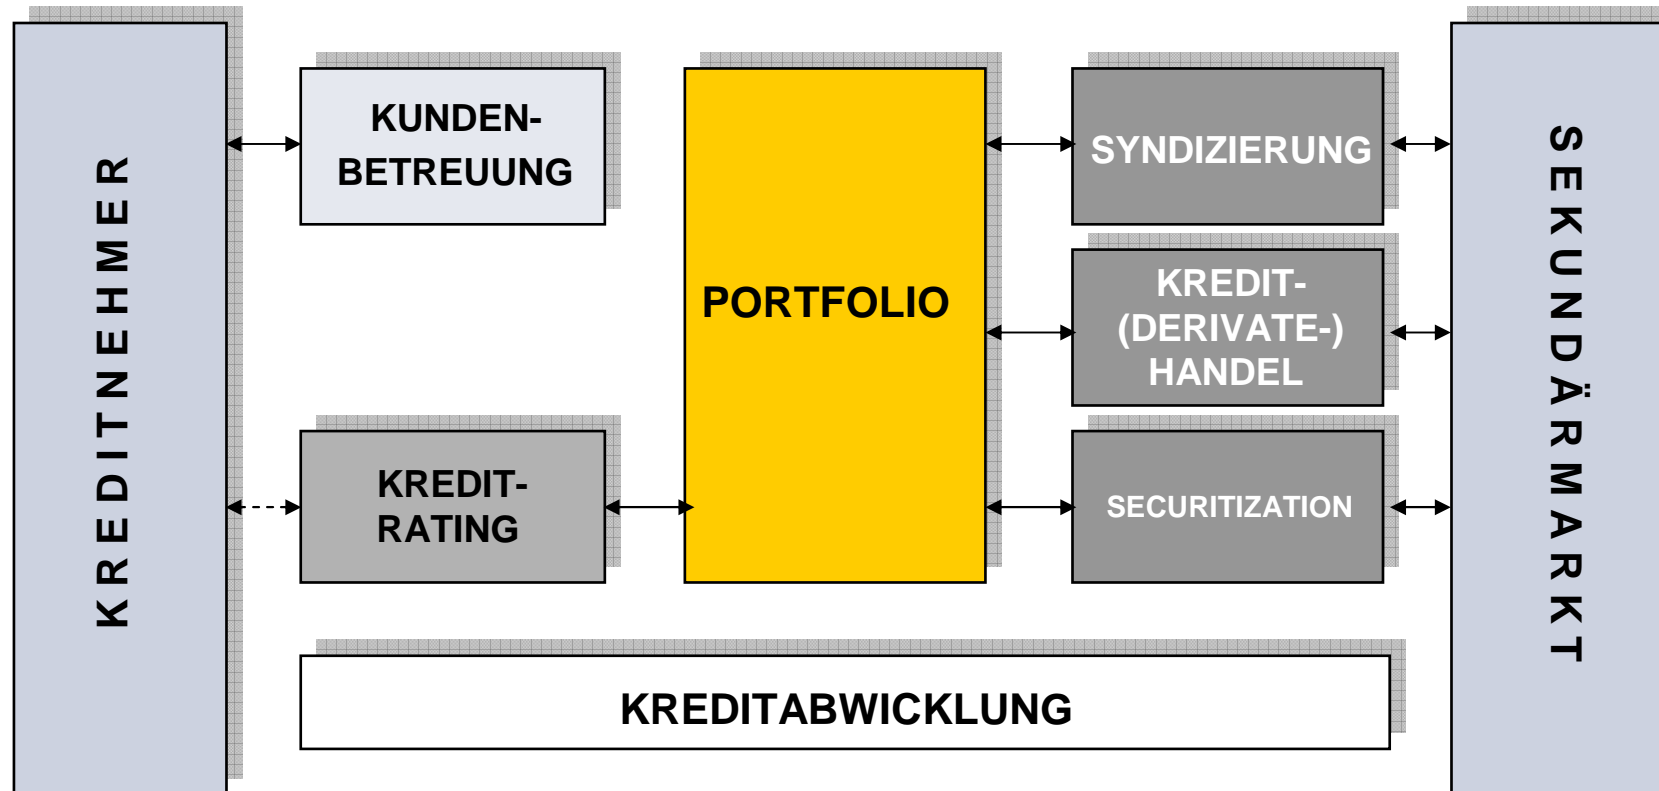 KREDITNEHMER
KUNDEN-
BETREUUNG
KREDIT-
RATING
PORTFOLIO
SYNDIZIERUNG
KREDIT-
(DERIVATE-)
HANDEL
SECURITIZATION
KREDITABWICKLUNG
SEKUNDÄRMARKT